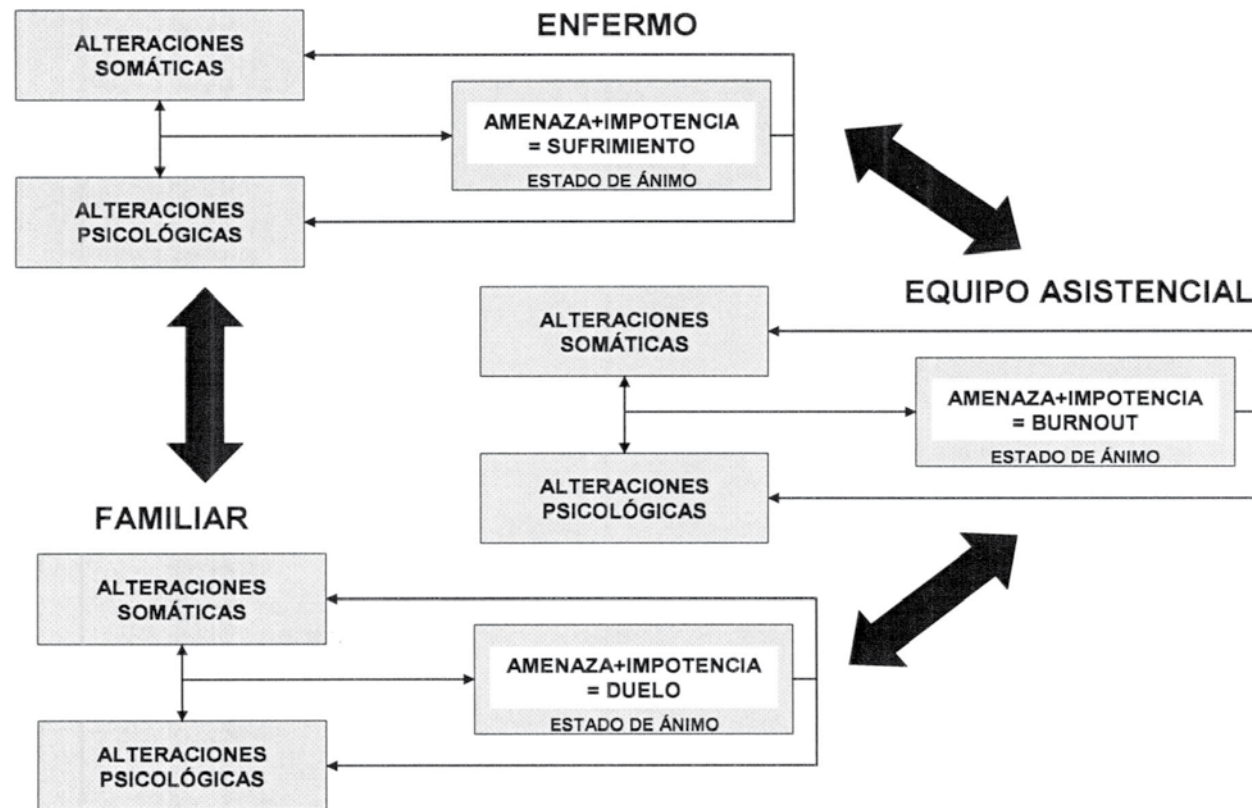 ENFERMO
ALTERACIONES
SOMÁTICAS
AMENAZA+IMPOTENCIA
= SUFRIMIENTO
ESTADO DE ÁNIMO
ALTERACIONES
PSICOLÓGICAS
EQUIPO ASISTENCIAL
ALTERACIONES
SOMÁTICAS
AMENAZA+IMPOTENCIA
= BURNOUT
ESTADO DE ÁNIMO
ALTERACIONES
PSICOLÓGICAS
FAMILIAR
ALTERACIONES
SOMÁTICAS
AMENAZA+IMPOTENCIA
= DUELO
ESTADO DE ÁNIMO
ALTERACIONES
PSICOLÓGICAS